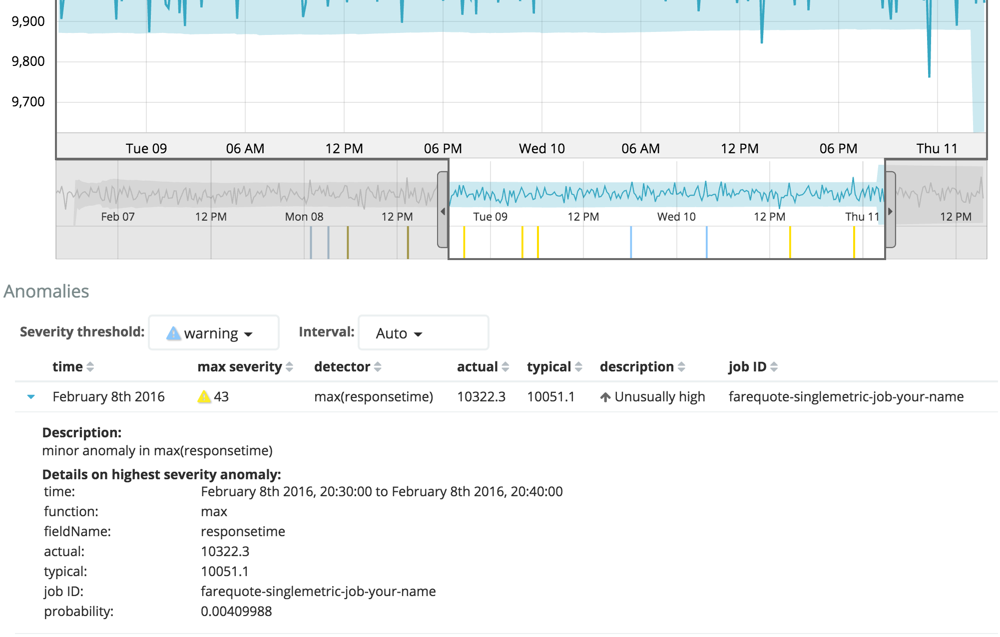 9,900
9,800
9,700
Tue 09 06 AM 12 PM 06 PM Wed 10 06 AM 12 PM 06 PM Thu 11
Feb 07 12 PM Mon 08 12 PM Tue 09 12 PM Wed 10 12 PM Thu 11 12 PM
Anomalies
Severity threshold: warning Interval: Auto
time max severity detector actual typical description job ID
February 8th 2016 43 max(responsetime) 10322.3 10051.1 Unusually high farequote-singlemetric-job-your-name
Description:
minor anomaly in max(responsetime)
Details on highest severity anomaly:
time: February 8th 2016, 20:30:00 to February 8th 2016, 20:40:00
function: max
fieldName: responsetime
actual: 10322.3
typical: 10051.1
job ID: farequote-singlemetric-job-your-name
probability: 0.00409988